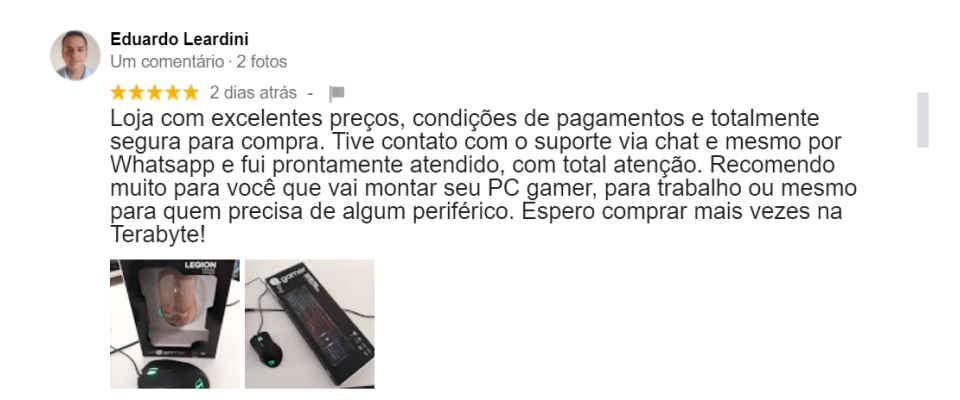 Eduardo Leardini
Um comentário · 2 fotos
2 dias atrás -
Loja com excelentes preços, condições de pagamentos e totalmente
segura para compra. Tive contato com o suporte via chat e mesmo por
Whatsapp e fui prontamente atendido, com total atenção. Recomendo
muito para você que vai montar seu PC gamer, para trabalho ou mesmo
para quem precisa de algum periférico. Espero comprar mais vezes na
Terabyte!
LEGION
gamer
gamer